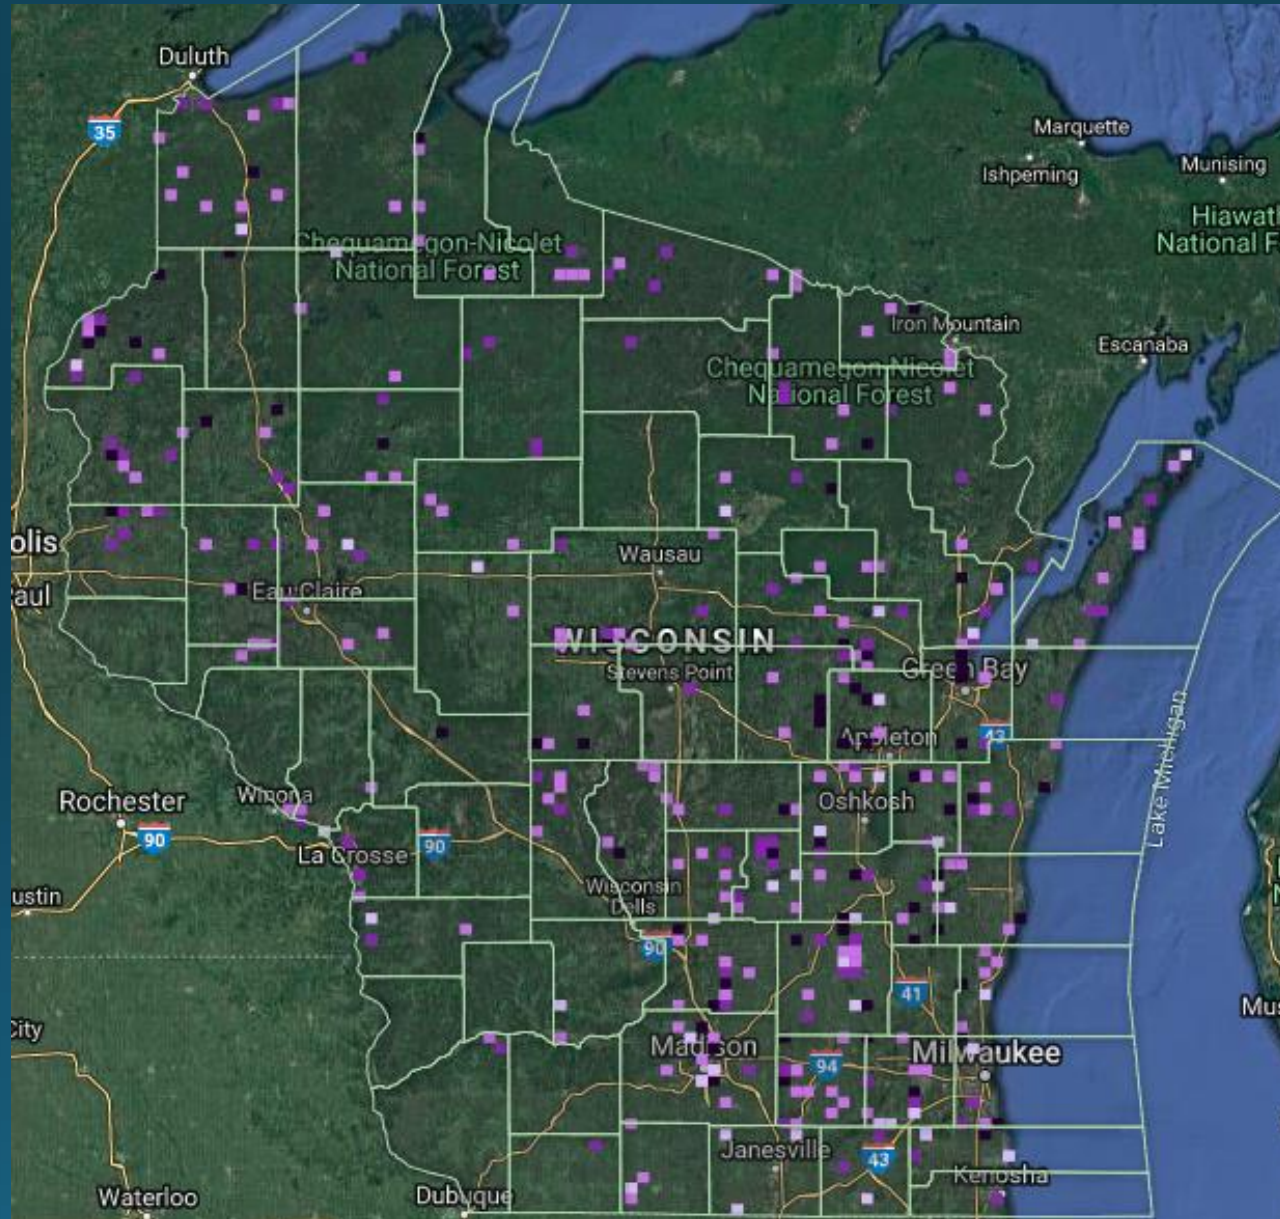 Duluth
35
Marquette
Ishpeming
Munising
Hiawat
National F
Chequamegon-Nicolet
National Forest
Iron Mountain
Escanaba
Chequamegon-Nicolet
National Forest
olis
aul
Wausau
Eau Claire
WISCONSIN
Stevens Point
Green Bay
Appleton
43
Lake Michigan
Rochester
90
Winona
Oshkosh
90
La Crosse
ustin
Wisconsin
Dells
90
41
City
Mus
Madison
94
Milwaukee
Janesville
43
Kenosha
Waterloo
Dubuque